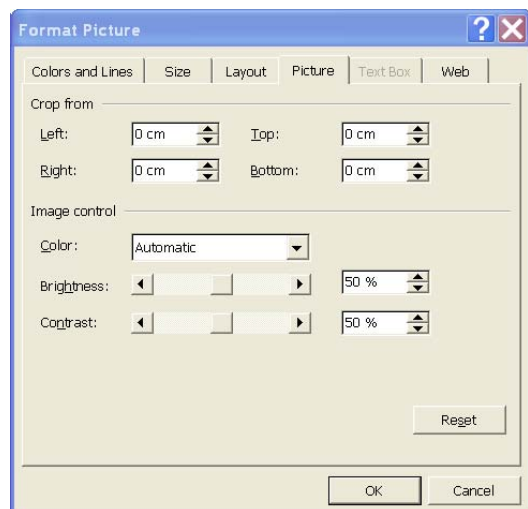 Format Picture
Colors and Lines Size Layout Picture Text Box Web
Crop from
Left: 0 cm Top: 0 cm
Right: 0 cm Bottom: 0 cm
Image control
Color: Automatic
Brightness: 50 %
Contrast: 50 %
Reset
OK Cancel